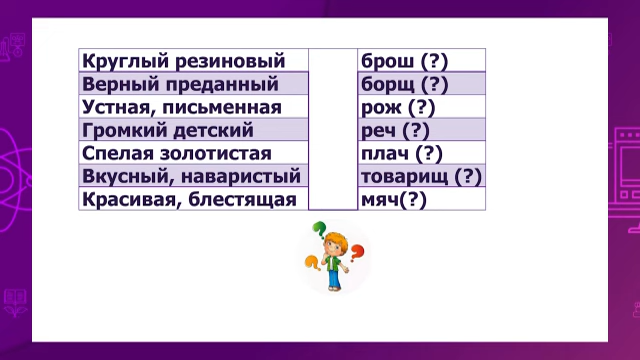 Круглый резиновый брош (?)
Верный преданный борщ (?)
Устная, письменная рож (?)
Громкий детский реч (?)
Спелая золотистая плач (?)
Вкусный, наваристый товарищ (?)
Красивая, блестящая мяч(?)